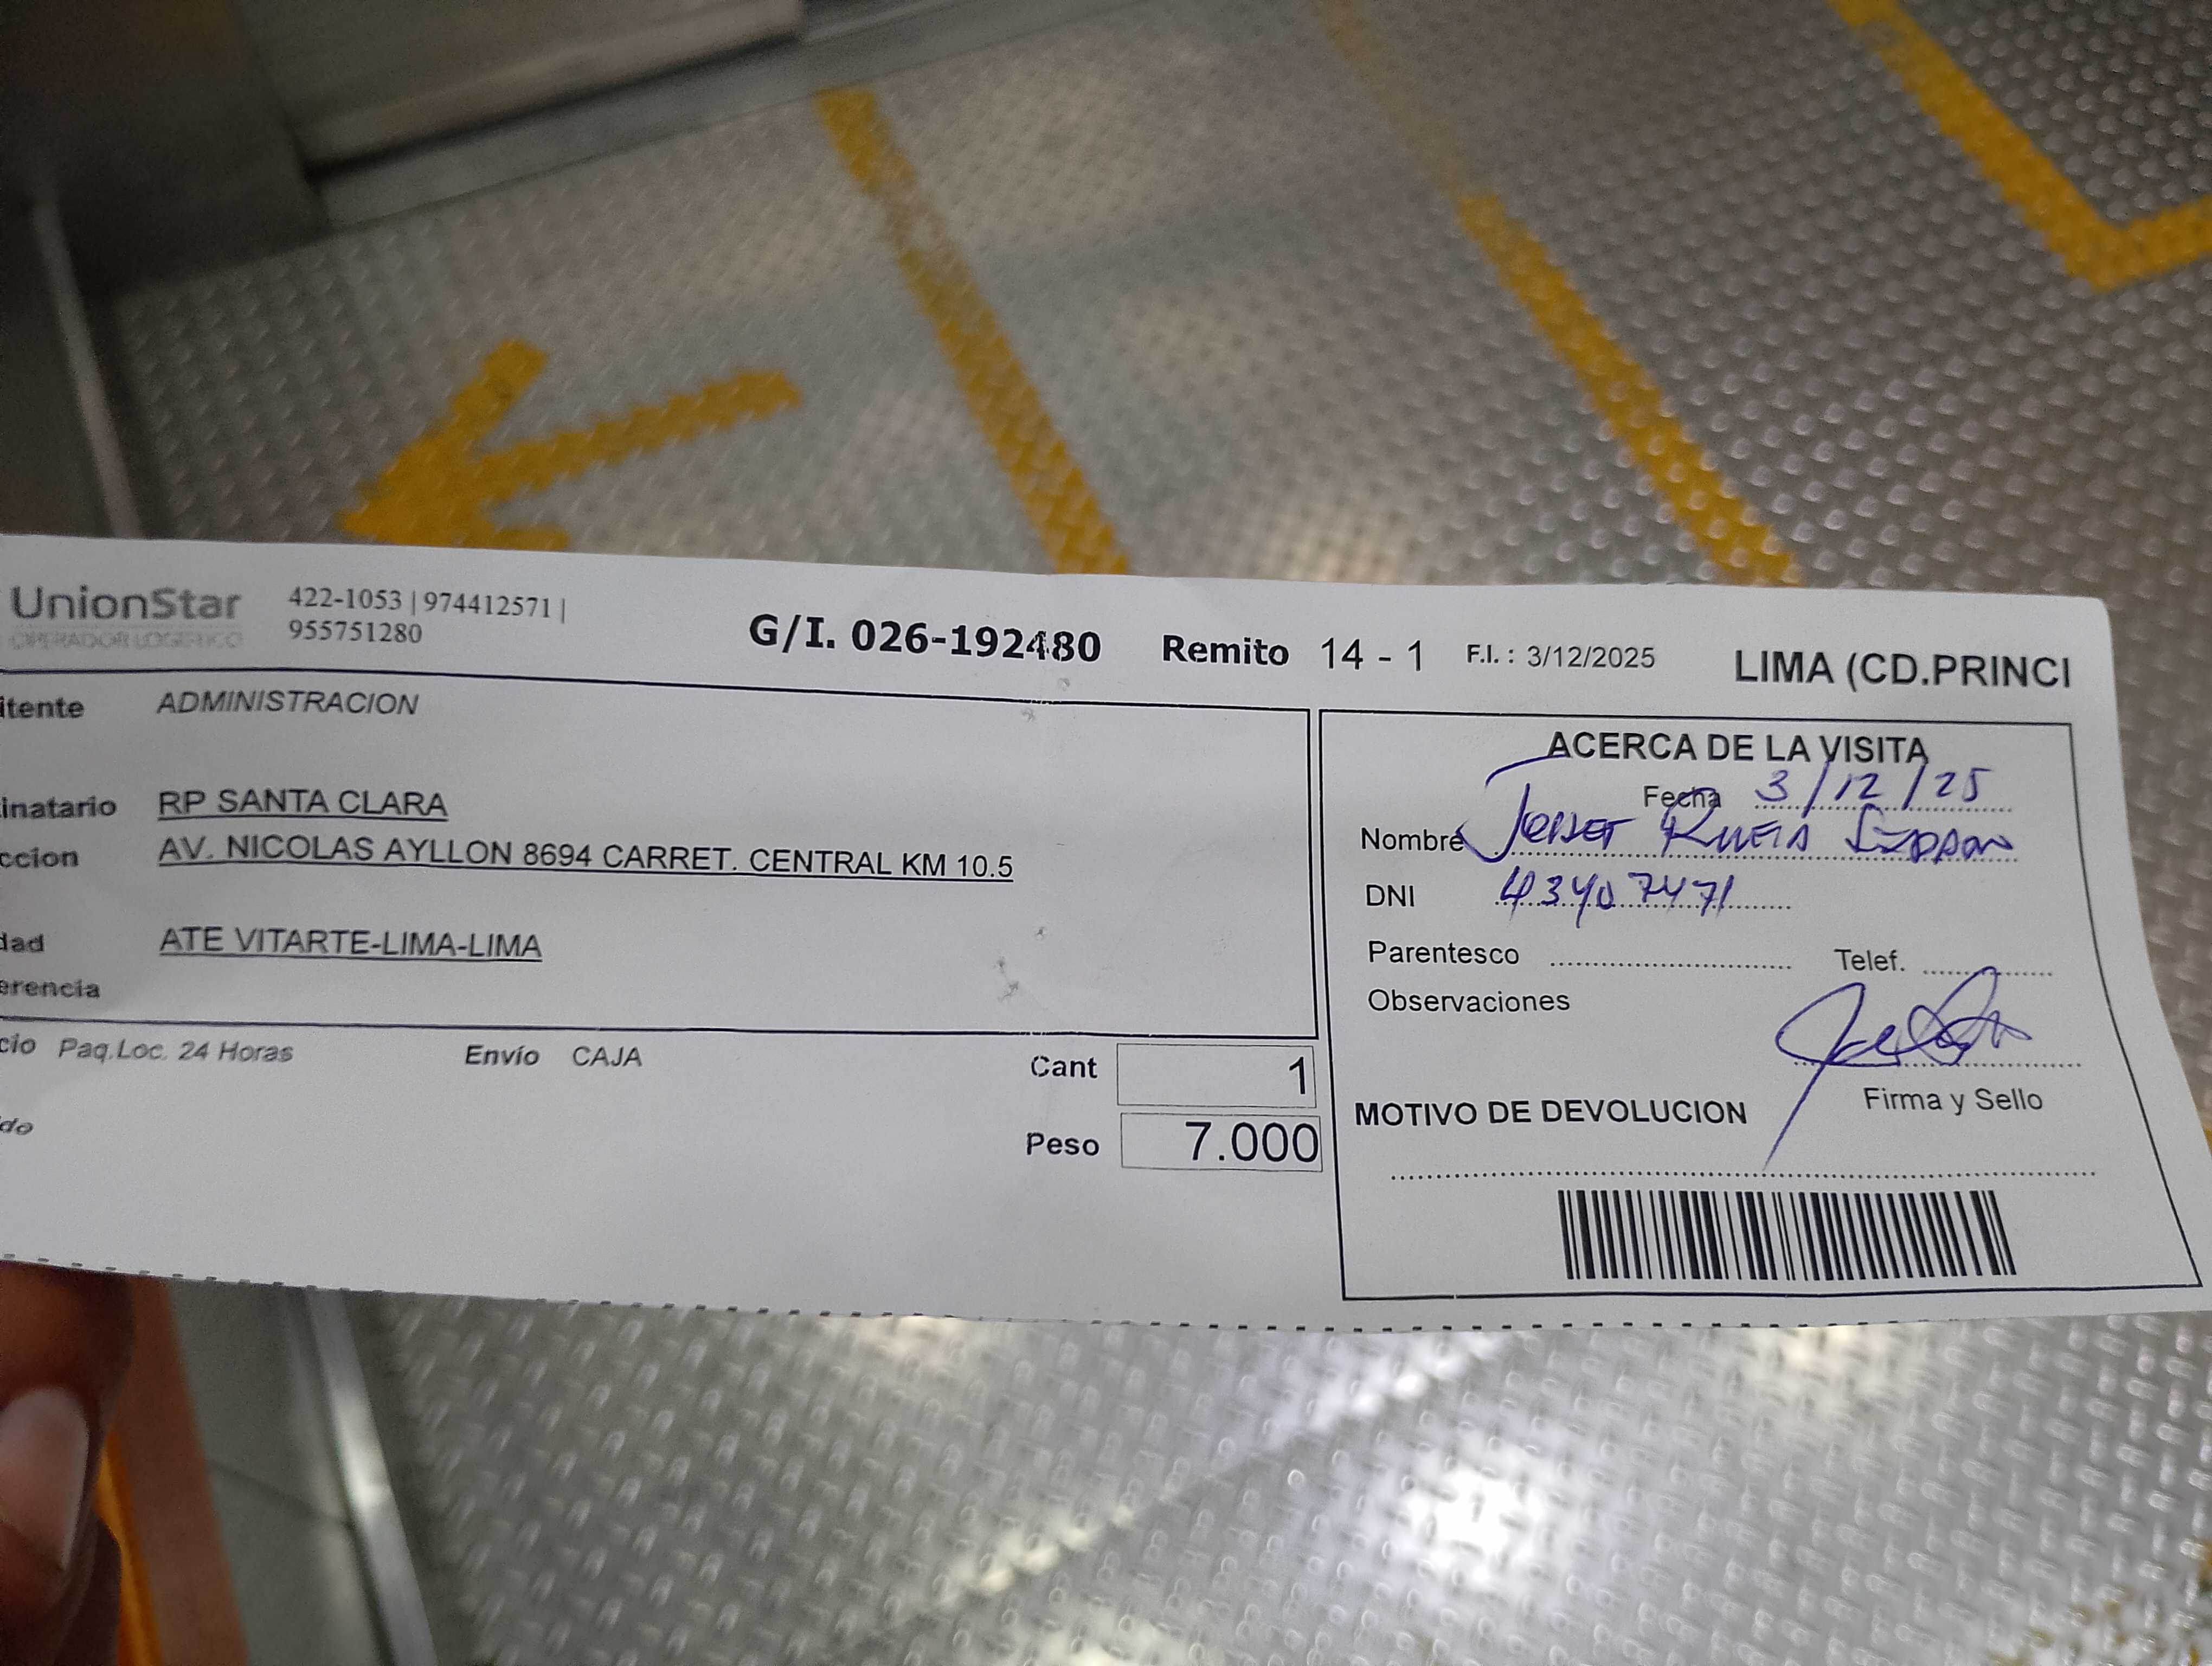 UnionStar 422-1053 | 974412571 |
OPERADOR LOGISTICO 955751280
G/I. 026-192480 Remito 14 - 1 F.I. : 3/12/2025 LIMA (CD.PRINCI
itente ADMINISTRACION
inatario RP SANTA CLARA
ccion AV. NICOLAS AYLLON 8694 CARRET. CENTRAL KM 10.5
dad ATE VITARTE-LIMA-LIMA
erencia
cio Paq.Loc. 24 Horas Envío CAJA
Cant 1
do
Peso 7.000
ACERCA DE LA VISITA
Fecha 3/12/25
Nombre
DNI 43407471
Parentesco Telef.
Observaciones
Firma y Sello
MOTIVO DE DEVOLUCION